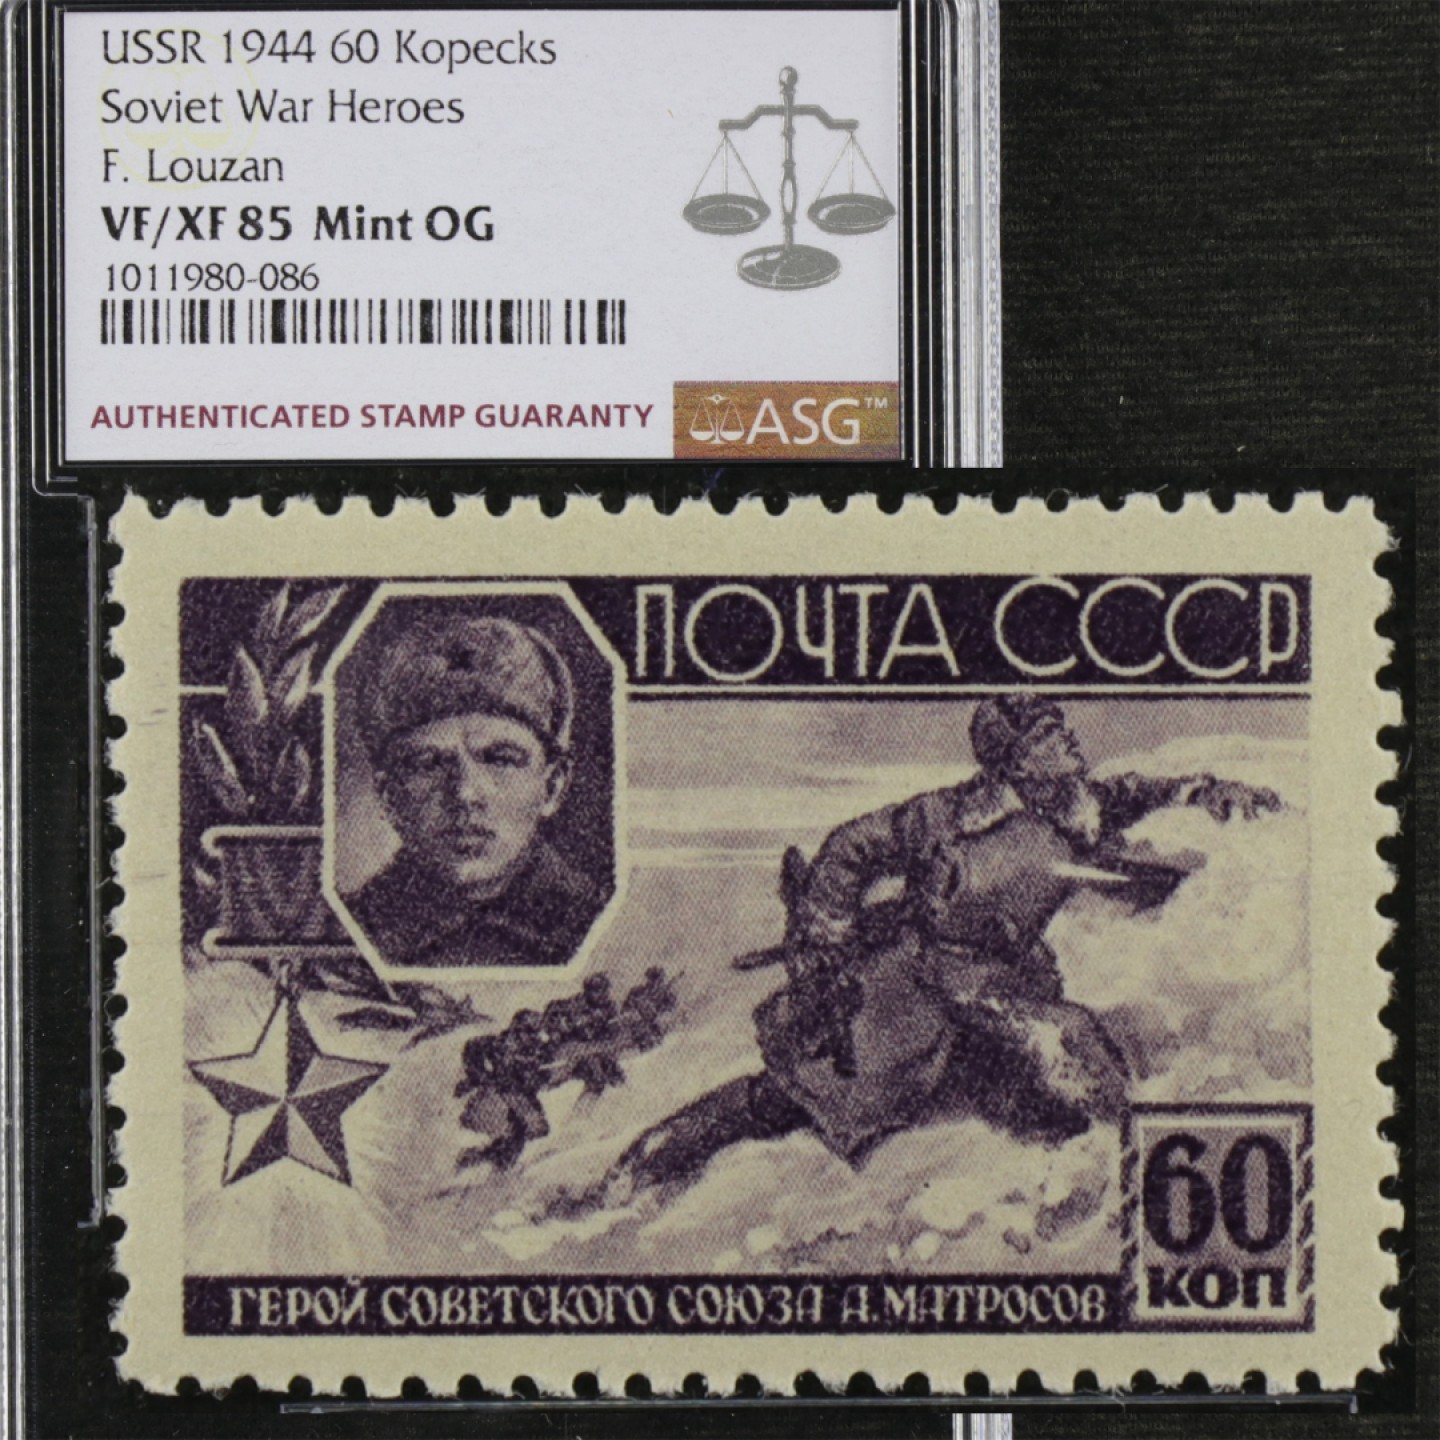 USSR 1944 60 Kopecks
Soviet War Heroes
F. Louzan
VF/XF 85 Mint OG
1011980-086
AUTHENTICATED STAMP GUARANTY
ASG™
ПОЧТА СССР
60
КОП
ГЕРОЙ СОВЕТСКОГО СОЮЗА А.МАТРОСОВ